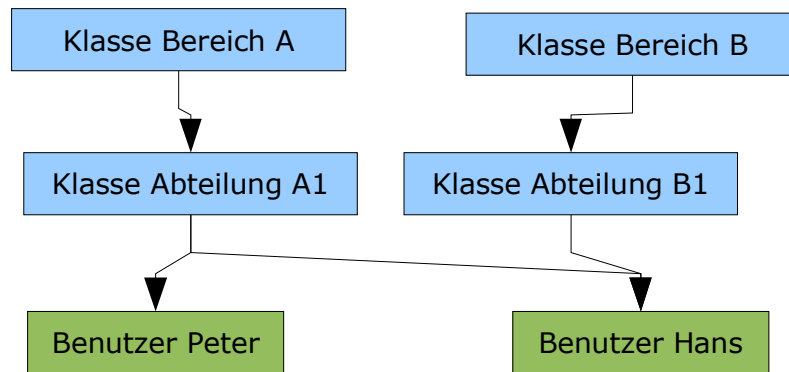 Klasse Bereich A
Klasse Bereich B
Klasse Abteilung A1
Klasse Abteilung B1
Benutzer Peter
Benutzer Hans